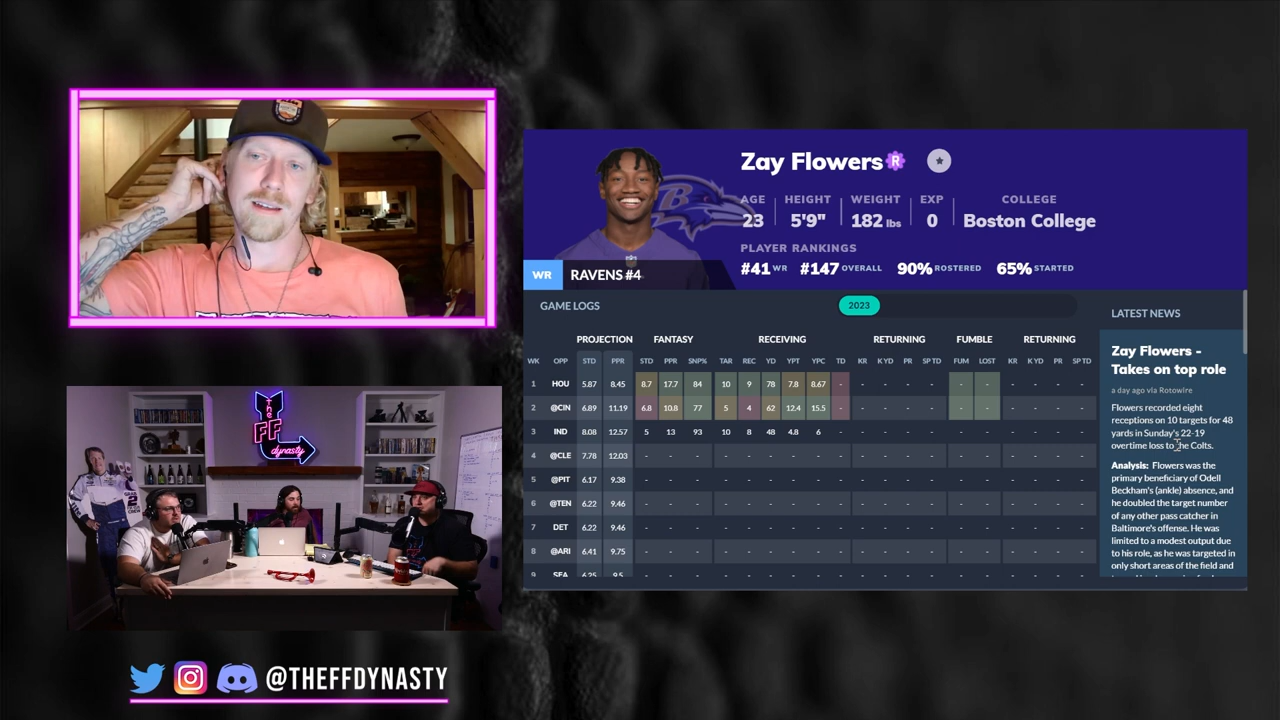 The
FF
dynasty
@THEFFDYNASTY
Zay Flowers R
AGE HEIGHT WEIGHT EXP COLLEGE
23 5'9" 182 lbs 0 Boston College
PLAYER RANKINGS
#41 WR #147 OVERALL 90% ROSTERED 65% STARTED
WR RAVENS #4
GAME LOGS 2023
PROJECTION FANTASY RECEIVING RETURNING FUMBLE RETURNING
WK OPP STD PPR STD PPR SNP% TAR REC YD YPT YPC TD KR K YD PR SP TD FUM LOST KR K YD PR SP TD
1 HOU 5.87 8.45 8.7 17.7 84 10 9 78 7.8 8.67 - - - - - - - - - - -
2 @CIN 6.89 11.19 6.8 10.8 77 5 4 62 12.4 15.5 - - - - - - - - - - -
3 IND 8.08 12.57 5 13 93 10 8 48 4.8 6 - - - - - - - - - - -
4 @CLE 7.78 12.03 - - - - - - - - - - - - - - - - - - -
5 @PIT 6.17 9.38 - - - - - - - - - - - - - - - - - - -
6 @TEN 6.22 9.46 - - - - - - - - - - - - - - - - - - -
7 DET 6.22 9.46 - - - - - - - - - - - - - - - - - - -
8 @ARI 6.41 9.75 - - - - - - - - - - - - - - - - - - -
9 SEA 6.25 9.5 - - - - - - - - - - - - - - - - - - -
LATEST NEWS
Zay Flowers -
Takes on top role
a day ago via Rotowire
Flowers recorded eight
receptions on 10 targets for 48
yards in Sunday's 22-19
overtime loss to the Colts.
Analysis: Flowers was the
primary beneficiary of Odell
Beckham's (ankle) absence, and
he doubled the target number
of any other pass catcher in
Baltimore's offense. He was
limited to a modest output due
to his role, as he was targeted in
only short areas of the field and